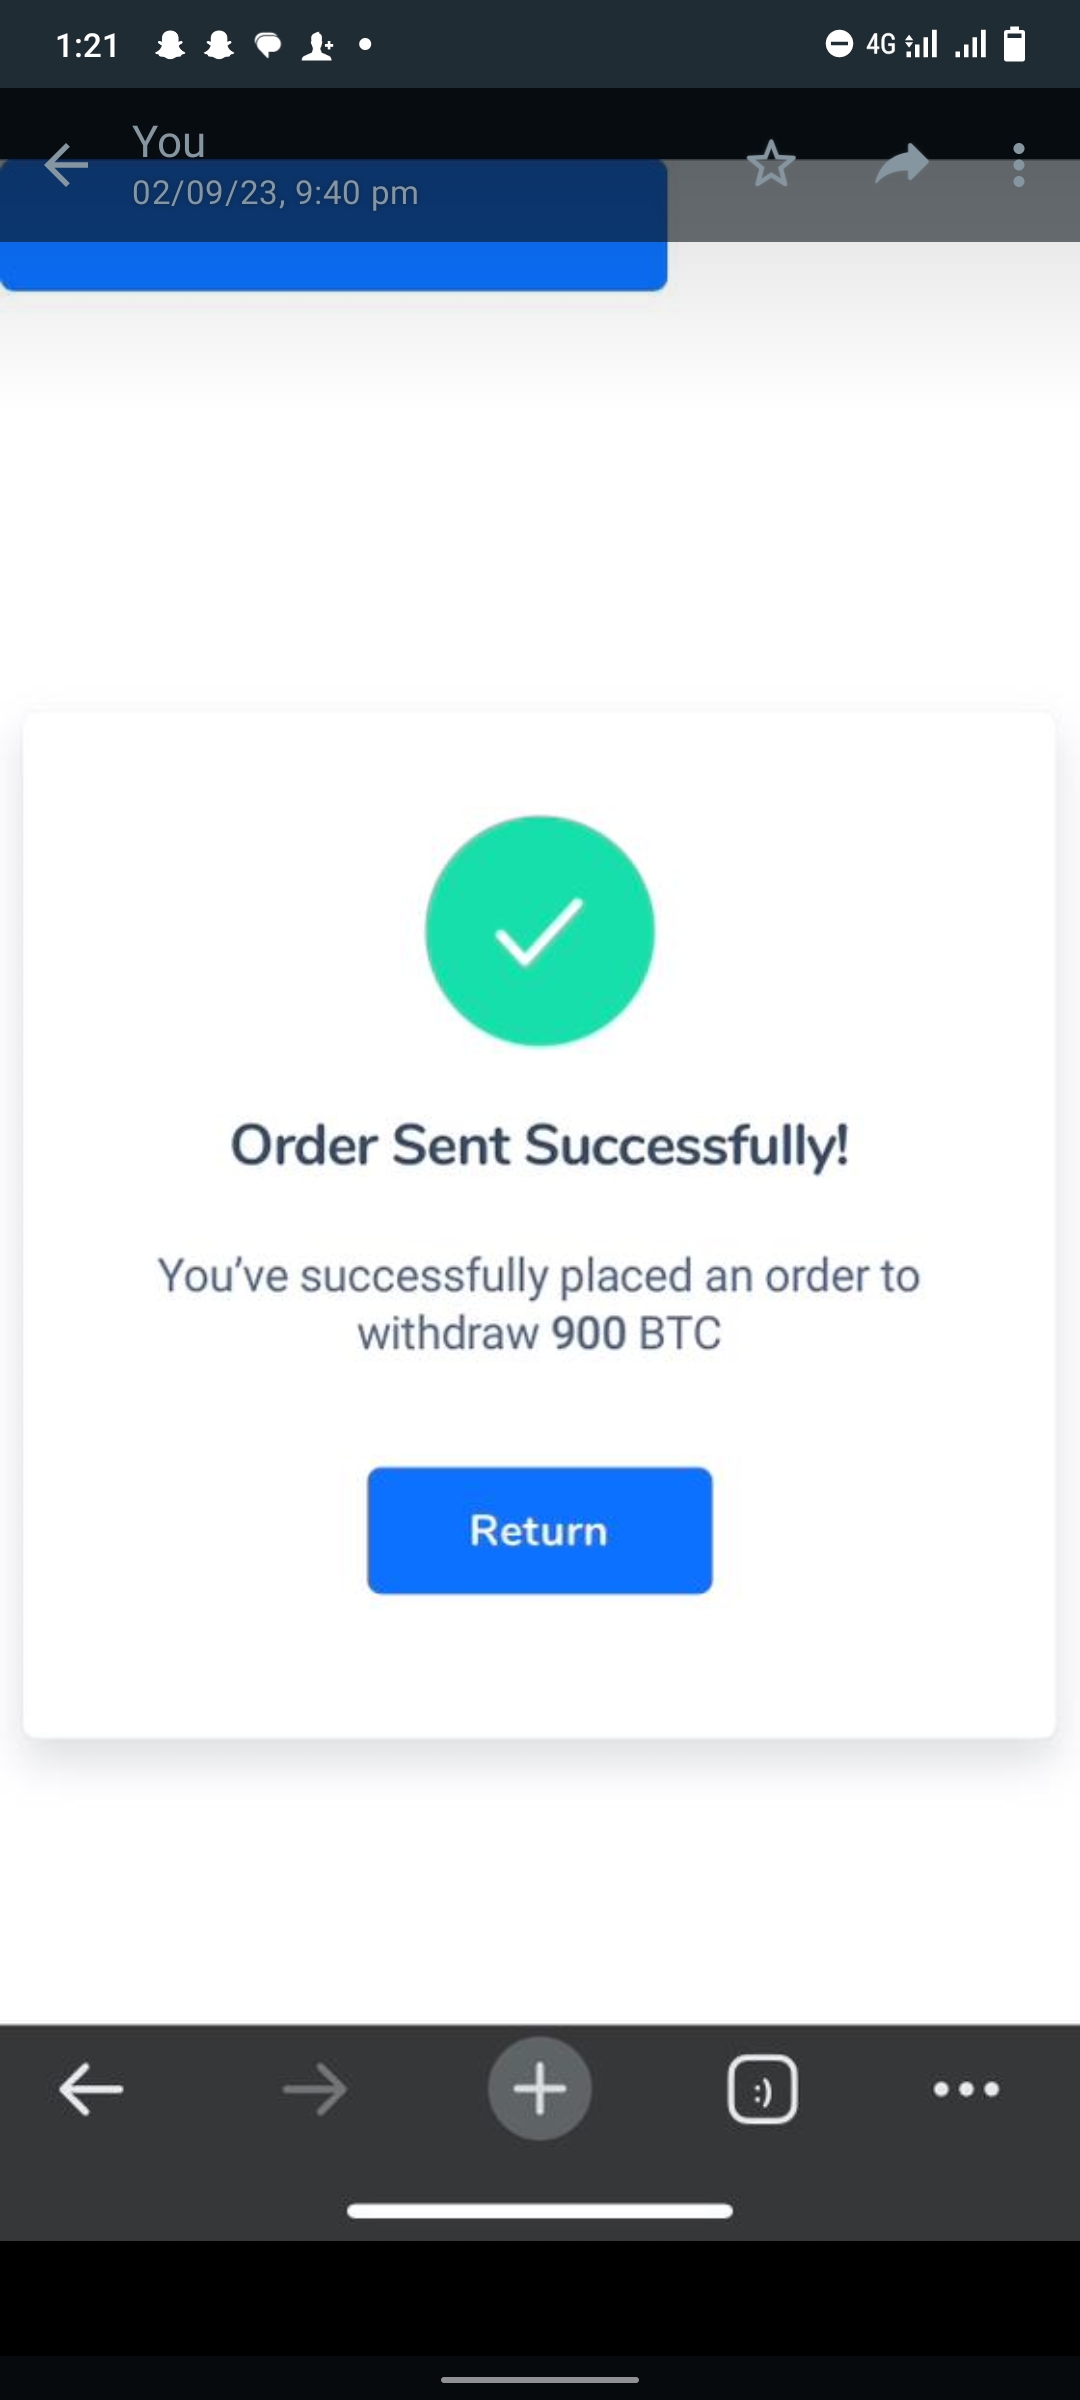 1:21
4G
You
02/09/23, 9:40 pm
Order Sent Successfully!
You’ve successfully placed an order to
withdraw 900 BTC
Return
:)